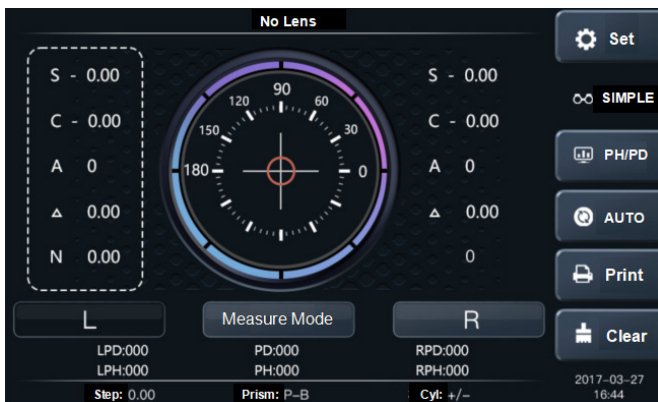 No Lens
S - 0.00
C - 0.00
A 0
△ 0.00
N 0.00
90
120 60
150 30
180 0
S - 0.00
C - 0.00
A 0
△ 0.00
0
L
Measure Mode
R
LPD:000 PD:000 RPD:000
LPH:000 PH:000 RPH:000
Step: 0.00 Prism: P-B Cyl: +/-
Set
SIMPLE
PH/PD
AUTO
Print
Clear
2017-03-27
16:44